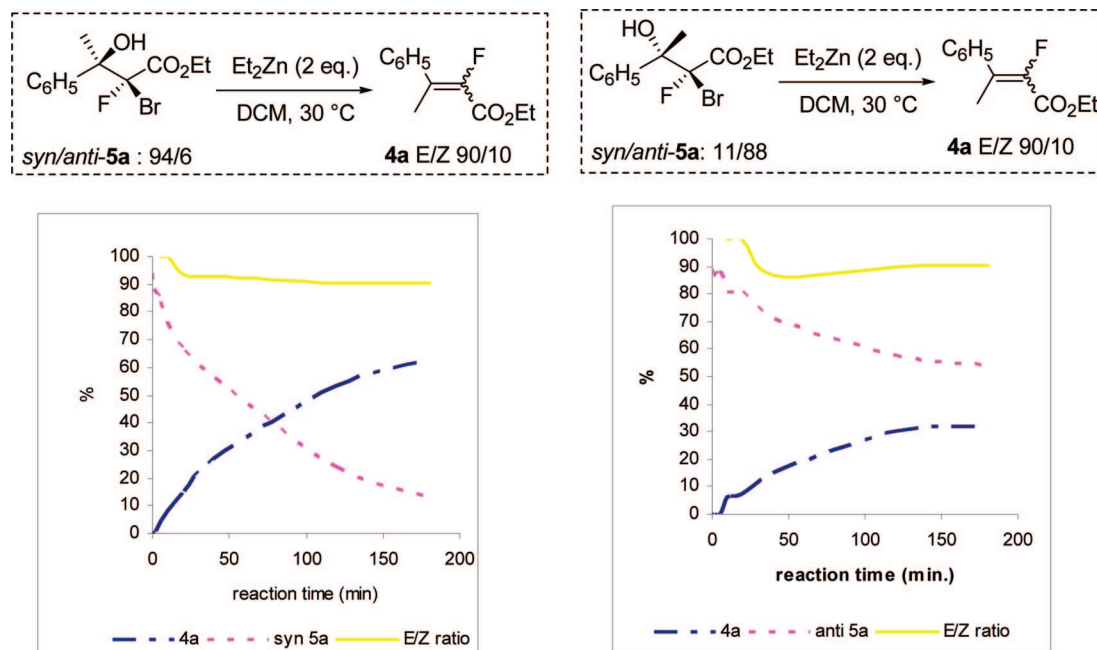 OH
CO2Et
C6H5
F
Br
Et2Zn (2 eq.)
DCM, 30 °C
C6H5
F
CO2Et
syn/anti-5a : 94/6
4a E/Z 90/10
HO
CO2Et
C6H5
F
Br
Et2Zn (2 eq.)
DCM, 30 °C
C6H5
F
CO2Et
syn/anti-5a: 11/88
4a E/Z 90/10
100
90
80
70
60
50
40
30
20
10
0
%
0 50 100 150 200
reaction time (min)
4a syn 5a E/Z ratio
100
90
80
70
60
50
40
30
20
10
0
%
0 50 100 150 200
reaction time (min.)
4a anti 5a E/Z ratio